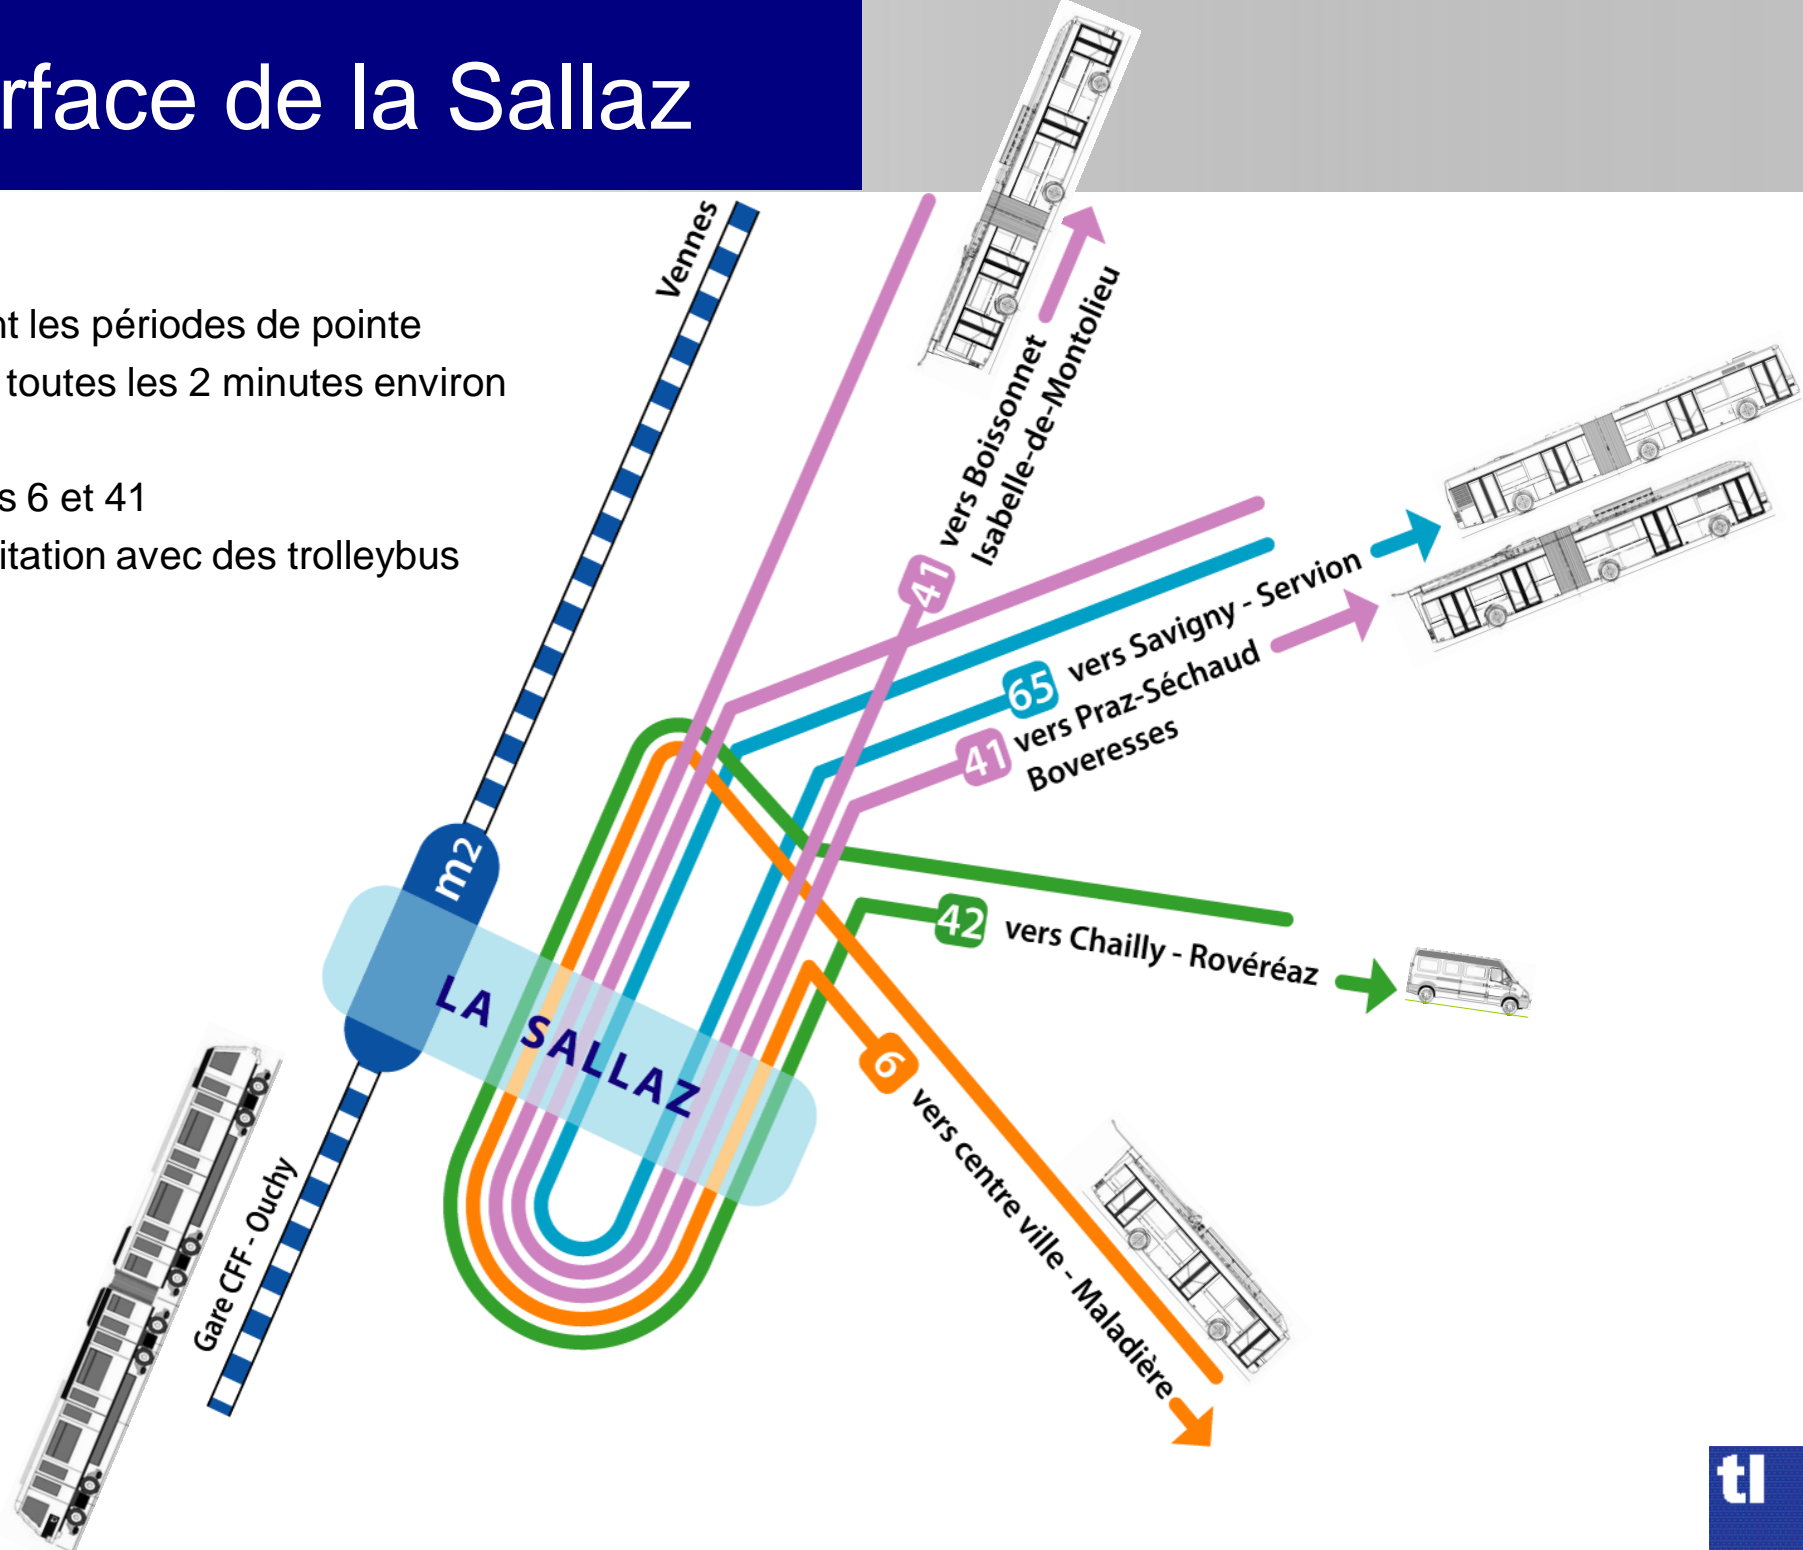 rface de la Sallaz
nt les périodes de pointe
toutes les 2 minutes environ
s 6 et 41
itation avec des trolleybus
Vennes
41 vers Boissonnet
Isabelle-de-Montolieu
65 vers Savigny - Servion
41 vers Praz-Séchaud
Boveresses
42 vers Chailly - Rovéréaz
6 vers centre ville - Maladière
m2
LA SALLAZ
Gare CFF - Ouchy
tl